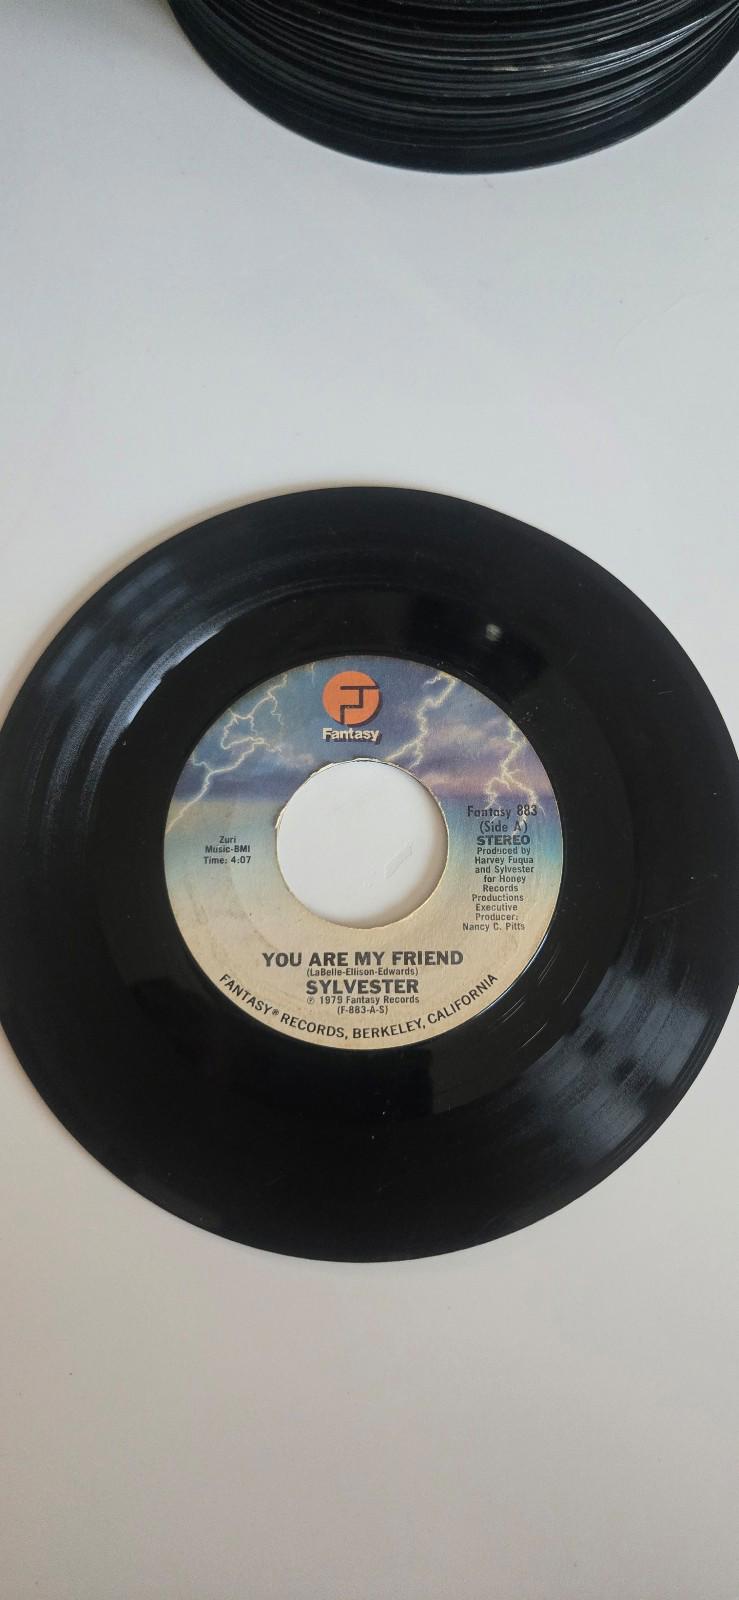 Fantasy
Fantasy 883
(Side A)
STEREO
Produced by
Harvey Fuqua
and Sylvester
for Honey
Records
Productions
Executive
Producer:
Nancy C. Pitts
Zuri
Music-BMI
Time: 4:07
YOU ARE MY FRIEND
(LaBelle-Ellison-Edwards)
SYLVESTER
℗ 1979 Fantasy Records
(F-883-A-S)
FANTASY® RECORDS, BERKELEY, CALIFORNIA